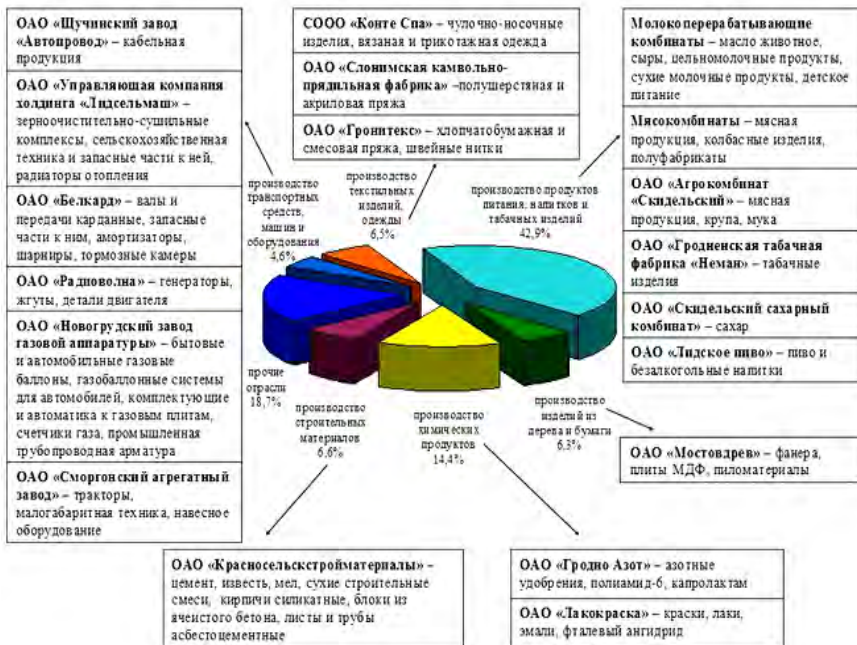 ОАО «Щучинский завод
«Автопровод» – кабельная
продукция
ОАО «Управляющая компания
холдинга «Лидсельмаш» –
зерноочистительно-сушильные
комплексы, сельскохозяйственная
техника и запасные части к ней,
радиаторы отопления
ОАО «Белкард» – валы и
передачи карданные, запасные
части к ним, амортизаторы,
шарниры, тормозные камеры
ОАО «Радиоволна» – генераторы,
жгуты, детали двигателя
ОАО «Новогрудский завод
газовой аппаратуры» – бытовые
и автомобильные газовые
баллоны, газобаллонные системы
для автомобилей, комплектующие
и автоматика к газовым плитам,
счетчики газа, промышленная
трубопроводная арматура
ОАО «Сморгонский агрегатный
завод» – тракторы,
малогабаритная техника, навесное
оборудование
СООО «Конте Спа» – чулочно-носочные
изделия, вязаная и трикотажная одежда
ОАО «Слонимская камвольно-
прядильная фабрика» –полушерстяная и
акриловая пряжа
ОАО «Гронитекс» – хлопчатобумажная и
смесовая пряжа, швейные нитки
Молокоперерабатывающие
комбинаты – масло животное,
сыры, цельномолочные продукты,
сухие молочные продукты, детское
питание
Мясокомбинаты – мясная
продукция, колбасные изделия,
полуфабрикаты
ОАО «Агрокомбинат
«Скидельский» – мясная
продукция, крупа, мука
ОАО «Гродненская табачная
фабрика «Неман» – табачные
изделия
ОАО «Скидельский сахарный
комбинат» – сахар
ОАО «Лидское пиво» – пиво и
безалкогольные напитки
производство
транспортных
средств,
машин и
оборудования
4,6%
производство
текстильных
изделий,
одежды
6,5%
производство продуктов
питания, напитков и
табачных изделий
42,9%
прочие
отрасли
18,7%
производство
строительных
материалов
6,6%
производство
химических
продуктов
14,4%
производство
изделий из
дерева и бумаги
6,3%
ОАО «Мостовдрев» – фанера,
плиты МДФ, пиломатериалы
ОАО «Красносельскстройматериалы» –
цемент, известь, мел, сухие строительные
смеси, кирпичи силикатные, блоки из
ячеистого бетона, листы и трубы
асбестоцементные
ОАО «Гродно Азот» – азотные
удобрения, полиамид-6, капролактам
ОАО «Лакокраска» – краски, лаки,
эмали, фталевый ангидрид